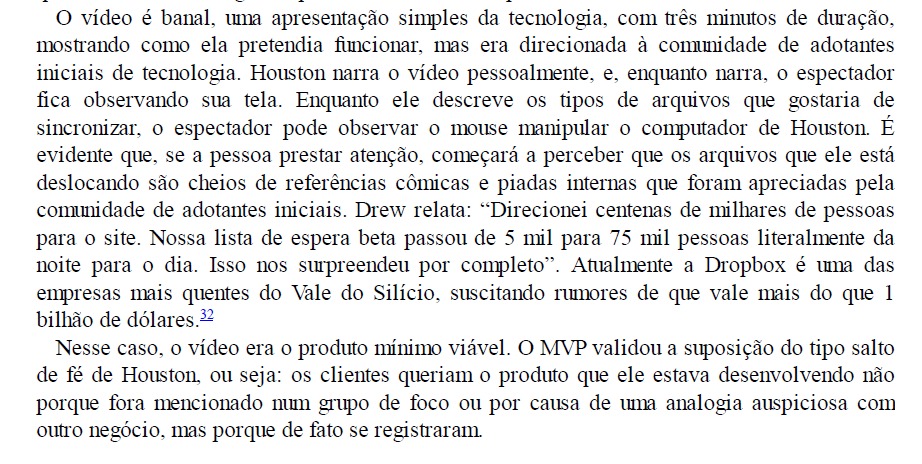 O vídeo é banal, uma apresentação simples da tecnologia, com três minutos de duração,
mostrando como ela pretendia funcionar, mas era direcionada à comunidade de adotantes
iniciais de tecnologia. Houston narra o vídeo pessoalmente, e, enquanto narra, o espectador
fica observando sua tela. Enquanto ele descreve os tipos de arquivos que gostaria de
sincronizar, o espectador pode observar o mouse manipular o computador de Houston. É
evidente que, se a pessoa prestar atenção, começará a perceber que os arquivos que ele está
deslocando são cheios de referências cômicas e piadas internas que foram apreciadas pela
comunidade de adotantes iniciais. Drew relata: “Direcionei centenas de milhares de pessoas
para o site. Nossa lista de espera beta passou de 5 mil para 75 mil pessoas literalmente da
noite para o dia. Isso nos surpreendeu por completo”. Atualmente a Dropbox é uma das
empresas mais quentes do Vale do Silício, suscitando rumores de que vale mais do que 1
bilhão de dólares.32
Nesse caso, o vídeo era o produto mínimo viável. O MVP validou a suposição do tipo salto
de fé de Houston, ou seja: os clientes queriam o produto que ele estava desenvolvendo não
porque fora mencionado num grupo de foco ou por causa de uma analogia auspiciosa com
outro negócio, mas porque de fato se registraram.